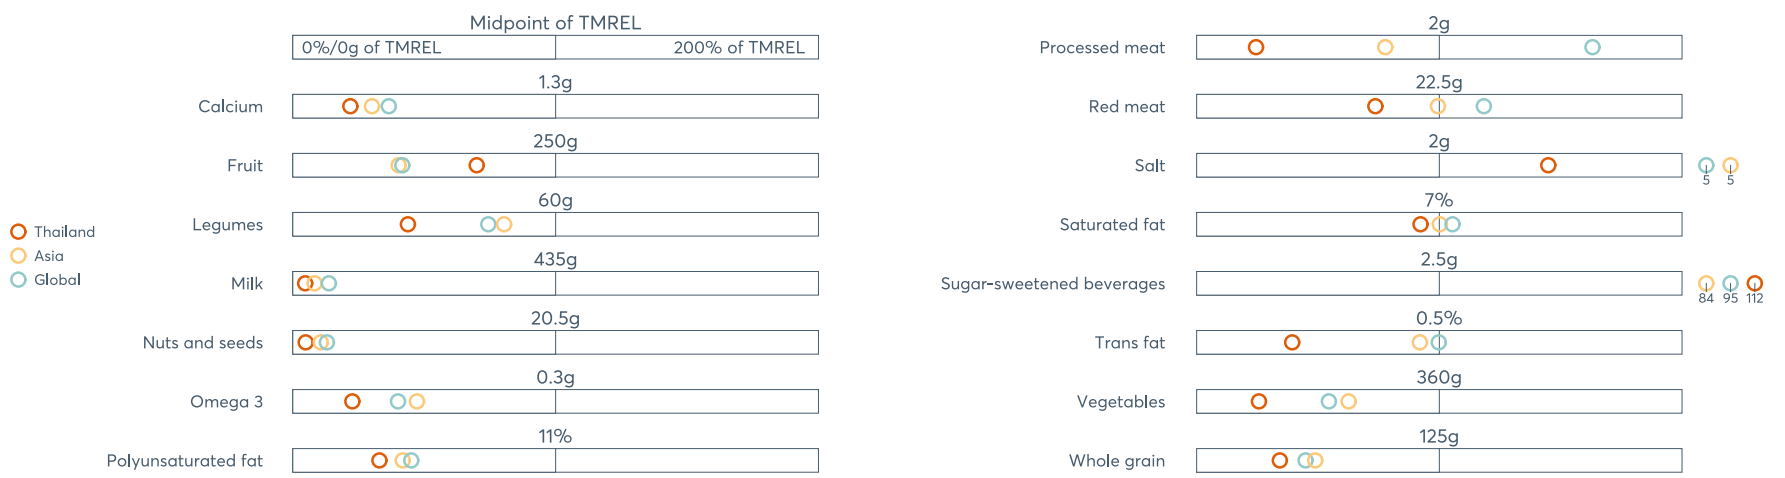 Midpoint of TMREL
0%/0g of TMREL
200% of TMREL
1.3g
Calcium
250g
Fruit
60g
Legumes
435g
Milk
20.5g
Nuts and seeds
0.3g
Omega 3
11%
Polyunsaturated fat
Thailand
Asia
Global
2g
Processed meat
22.5g
Red meat
2g
Salt
5 5
7%
Saturated fat
2.5g
Sugar-sweetened beverages
84 95 112
0.5%
Trans fat
360g
Vegetables
125g
Whole grain